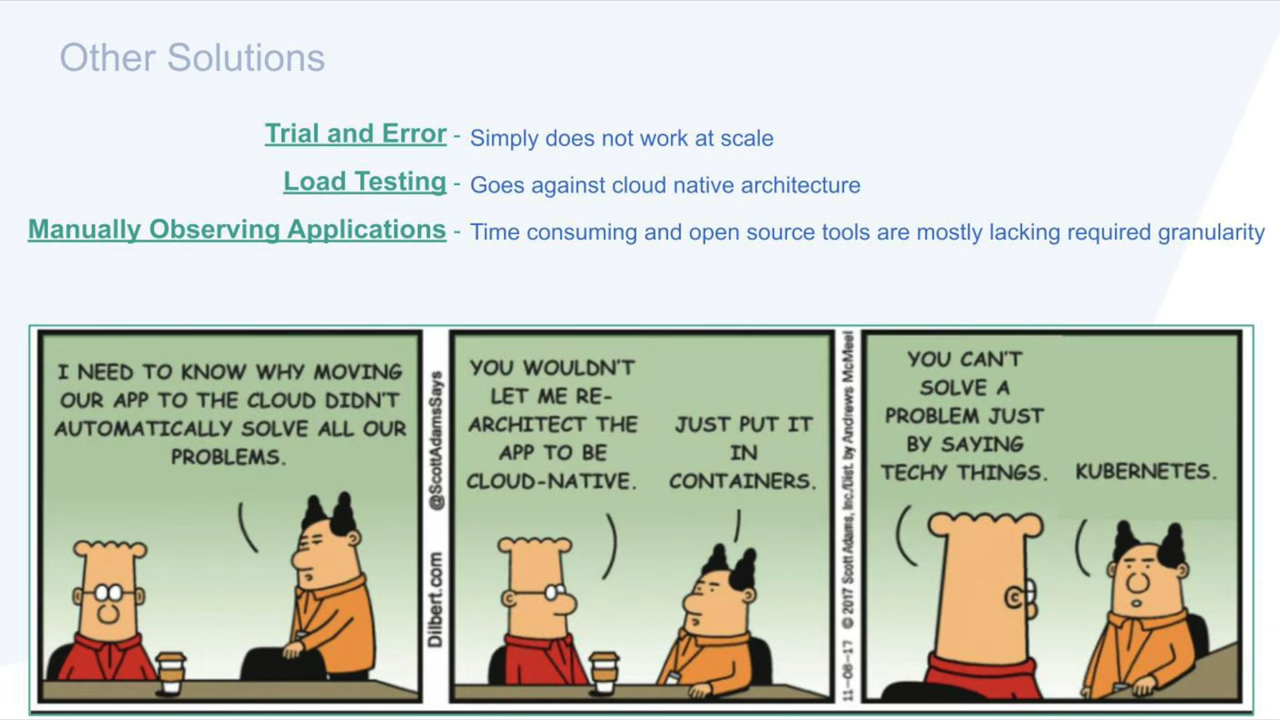 Other Solutions
Trial and Error - Simply does not work at scale
Load Testing - Goes against cloud native architecture
Manually Observing Applications - Time consuming and open source tools are mostly lacking required granularity
I NEED TO KNOW WHY MOVING
OUR APP TO THE CLOUD DIDN'T
AUTOMATICALLY SOLVE ALL OUR
PROBLEMS.
Dilbert.com @ScottAdamsSays
YOU WOULDN'T
LET ME RE-
ARCHITECT THE
APP TO BE
CLOUD-NATIVE.
JUST PUT IT
IN
CONTAINERS.
11-08-17 © 2017 Scott Adams, Inc./Dist. by Andrews McMeel
YOU CAN'T
SOLVE A
PROBLEM JUST
BY SAYING
TECHY THINGS.
KUBERNETES.